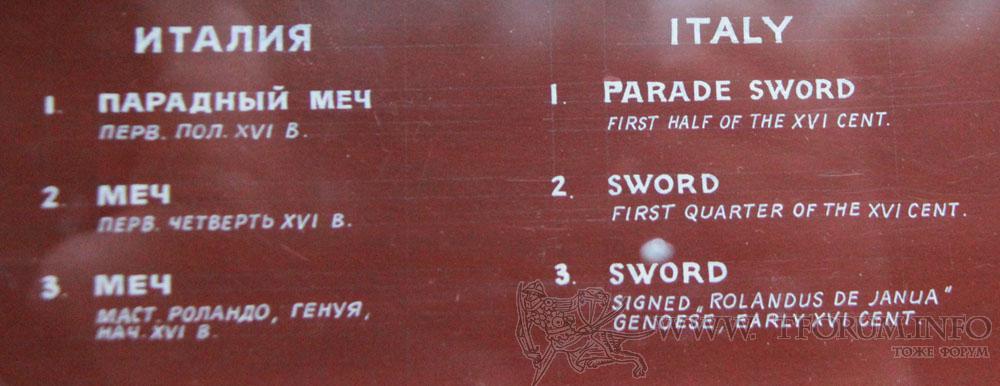 ИТАЛИЯ
1. ПАРАДНЫЙ МЕЧ
ПЕРВ. ПОЛ. XVI В.
2. МЕЧ
ПЕРВ. ЧЕТВЕРТЬ XVI В.
3. МЕЧ
МАСТ. РОЛАНДО, ГЕНУЯ,
НАЧ. XVI В.
ITALY
1. PARADE SWORD
FIRST HALF OF THE XVI CENT.
2. SWORD
FIRST QUARTER OF THE XVI CENT.
3. SWORD
SIGNED „ROLANDUS DE JANUA"
GENOESE EARLY XVI CENT.
WWW. TFORUM.INFO
ТОЖЕ ФОРУМ